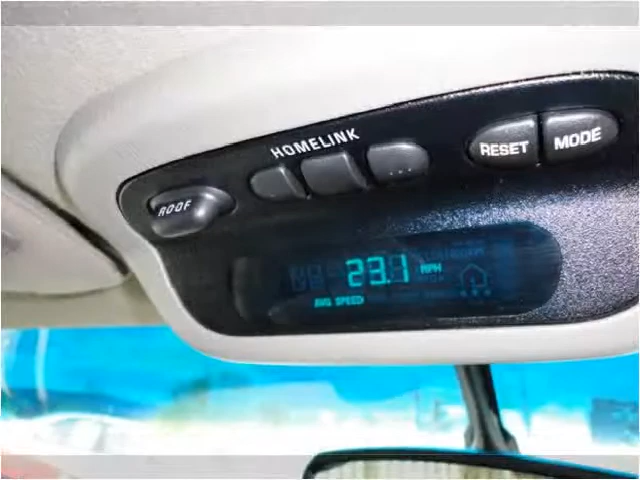 HOMELINK
RESET
MODE
ROOF
...
23.1 MPH
AVG SPEED